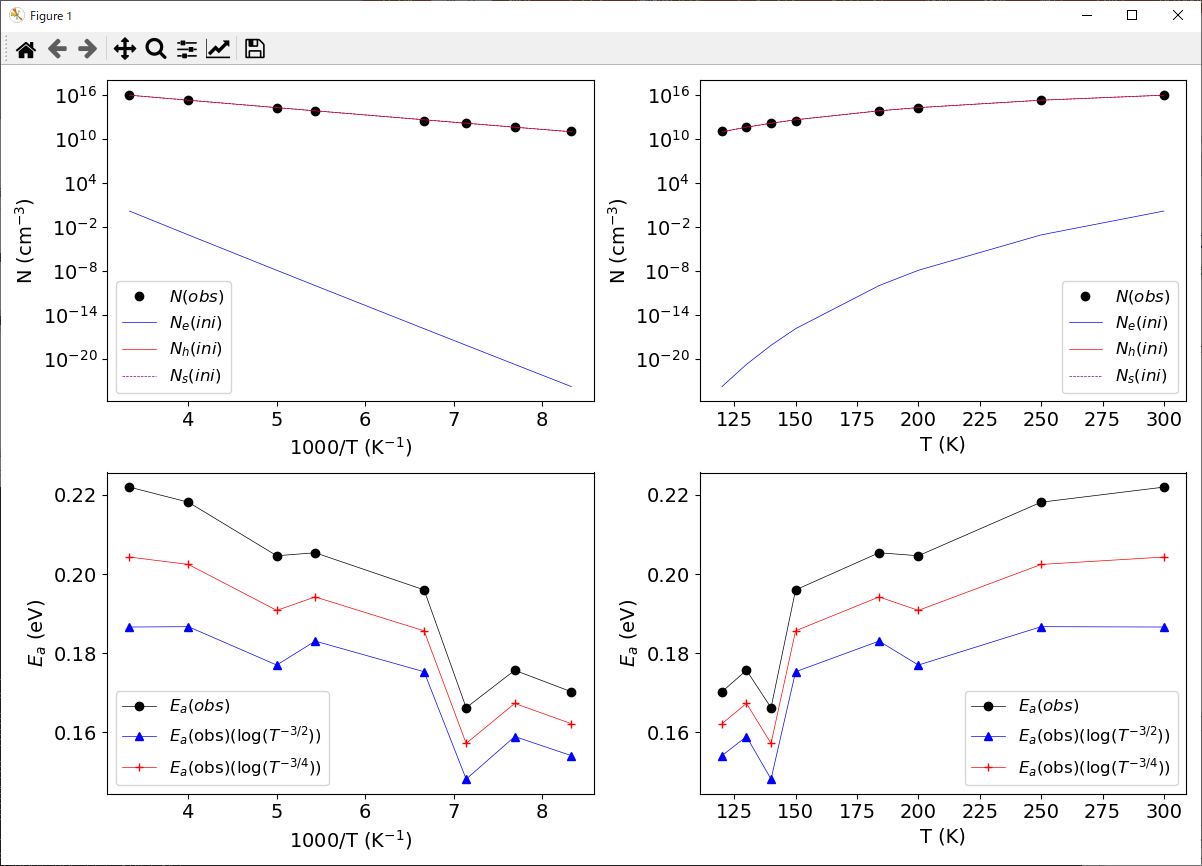 Figure 1
10^16
10^10
10^4
10^−2
10^−8
10^−14
10^−20
N (cm^−3)
N(obs)
N_e(ini)
N_h(ini)
N_s(ini)
4 5 6 7 8
1000/T (K^−1)
10^16
10^10
10^4
10^−2
10^−8
10^−14
10^−20
N (cm^−3)
N(obs)
N_e(ini)
N_h(ini)
N_s(ini)
125 150 175 200 225 250 275 300
T (K)
0.22
0.20
0.18
0.16
E_a (eV)
E_a(obs)
E_a(obs)(log(T^−3/2))
E_a(obs)(log(T^−3/4))
4 5 6 7 8
1000/T (K^−1)
0.22
0.20
0.18
0.16
E_a (eV)
E_a(obs)
E_a(obs)(log(T^−3/2))
E_a(obs)(log(T^−3/4))
125 150 175 200 225 250 275 300
T (K)